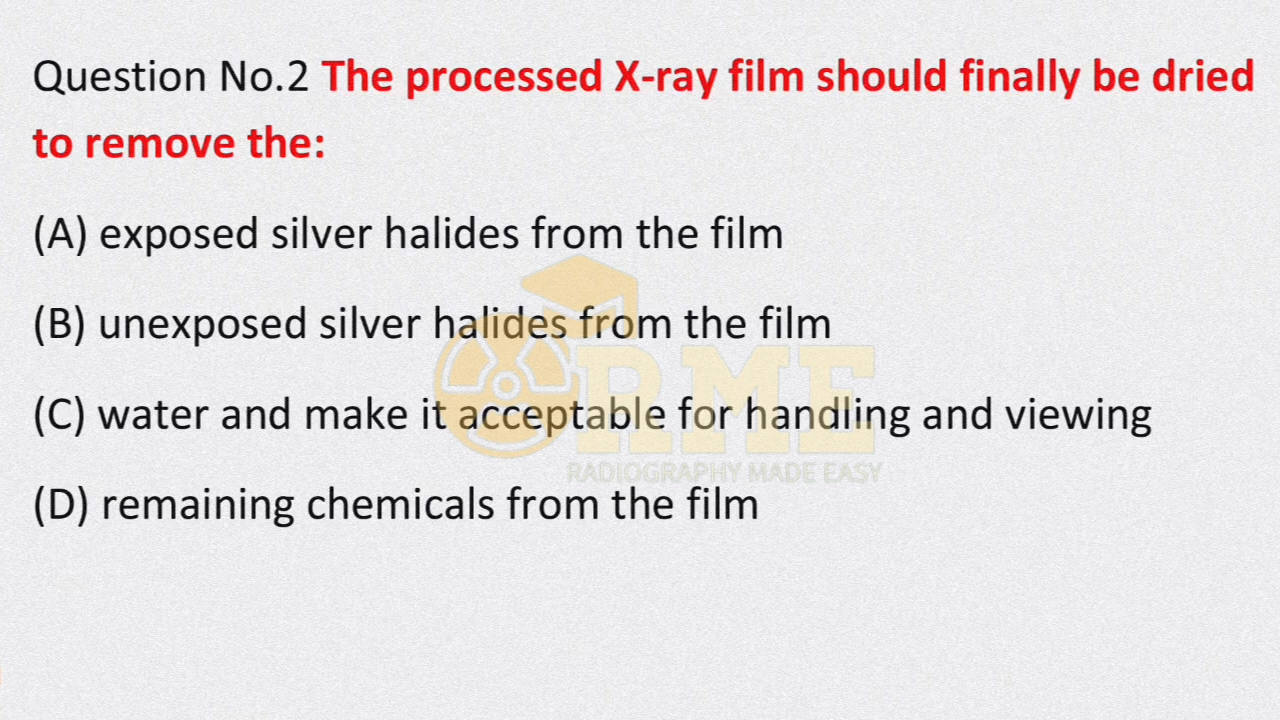 Question No.2 The processed X-ray film should finally be dried
to remove the:
(A) exposed silver halides from the film
(B) unexposed silver halides from the film
(C) water and make it acceptable for handling and viewing
(D) remaining chemicals from the film
RME
RADIOGRAPHY MADE EASY